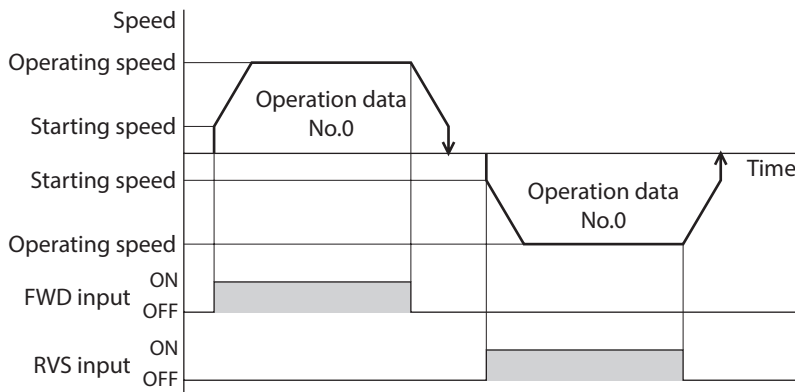 Speed
Operating speed
Operation data
No.0
Starting speed
Time
Starting speed
Operation data
No.0
Operating speed
ON
FWD input
OFF
ON
RVS input
OFF